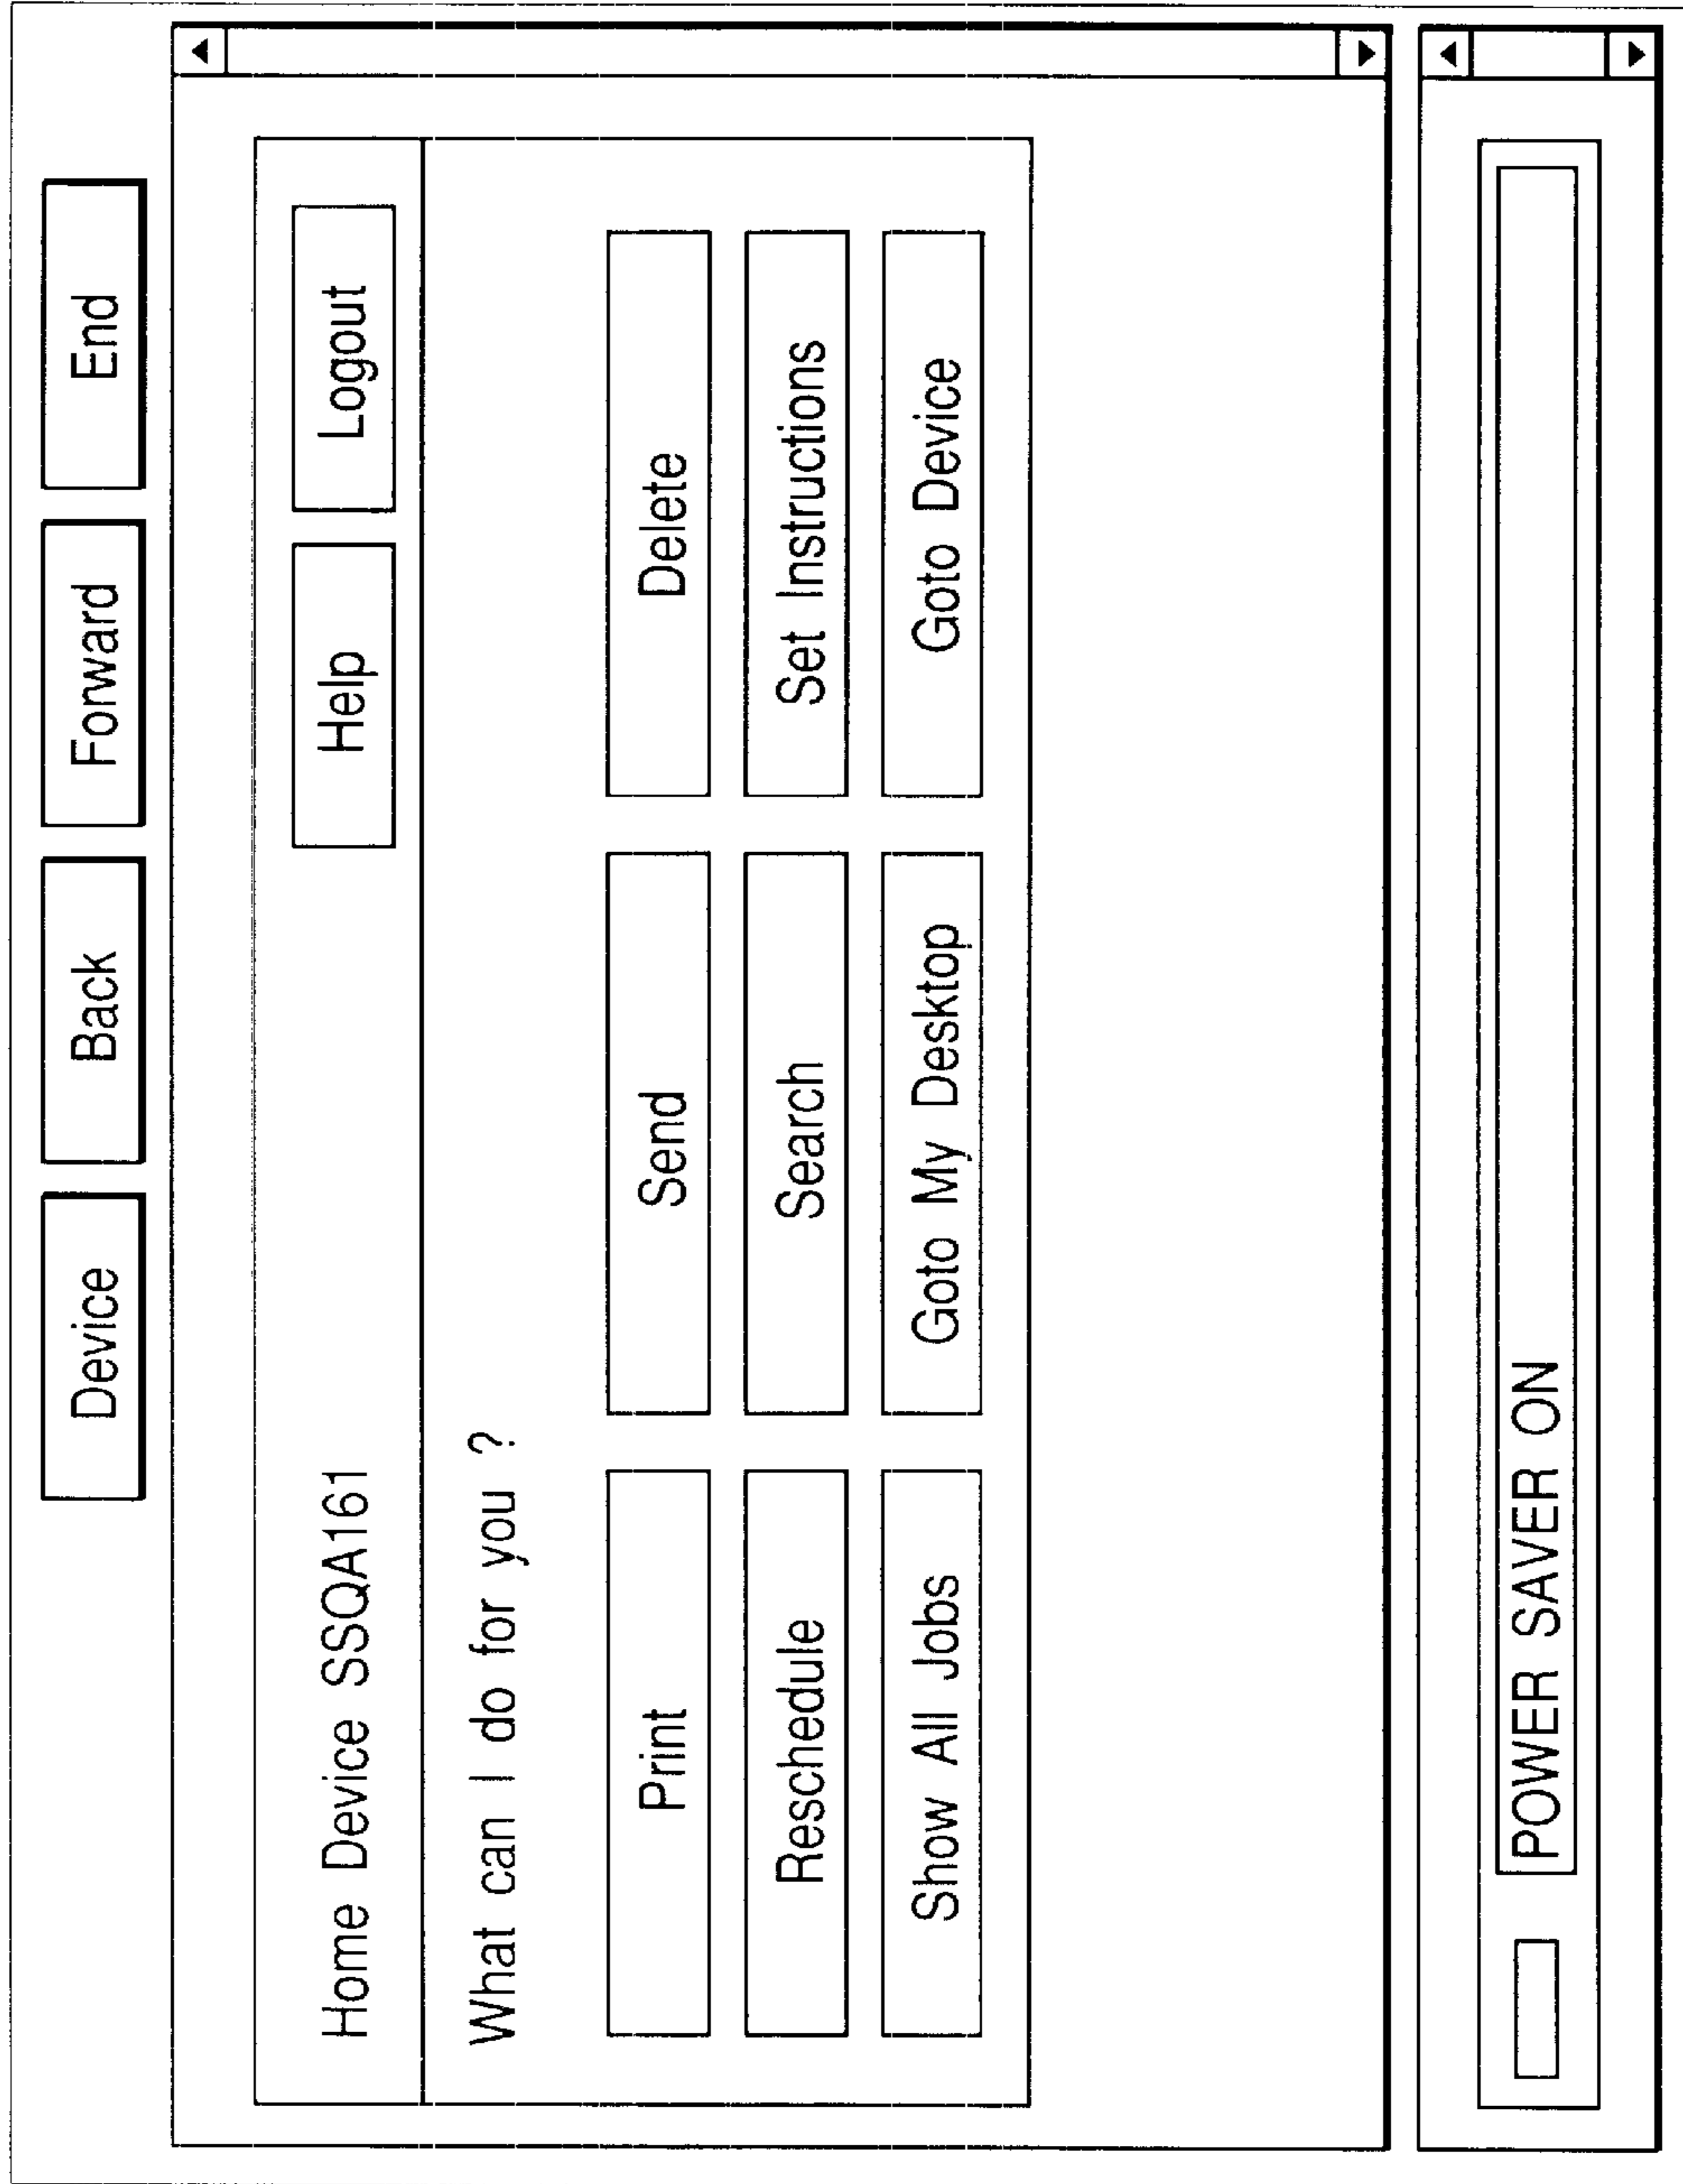 Device Back Forward End
Home Device SSQA161 Help Logout
What can I do for you ?
Print Send Delete
Reschedule Search Set Instructions
Show All Jobs Goto My Desktop Goto Device
POWER SAVER ON